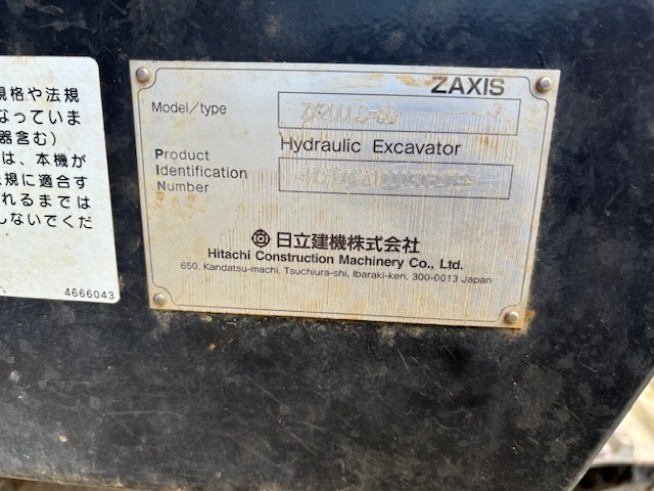 規格や法規
なっていま
器含む)
は、本機が
規に適合す
れるまでは
しないでくだ
4666043
ZAXIS
Model/type
Hydraulic Excavator
Product
Identification
Number
日立建機株式会社
Hitachi Construction Machinery Co., Ltd.
650, Kandatsu-machi, Tsuchiura-shi, Ibaraki-ken, 300-0013 Japan